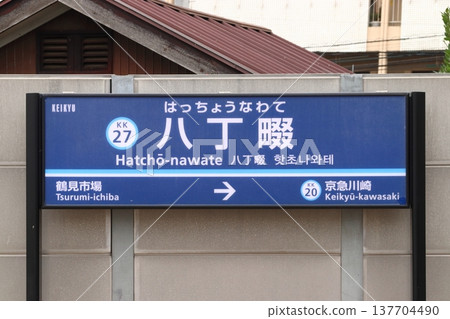 KEIKYU
はっちょうなわて
KK
27
八丁畷
Hatchō-nawate 八丁畷 핫초나와테
鶴見市場
Tsurumi-ichiba
→
KK
20
京急川崎
Keikyū-kawasaki
137704490